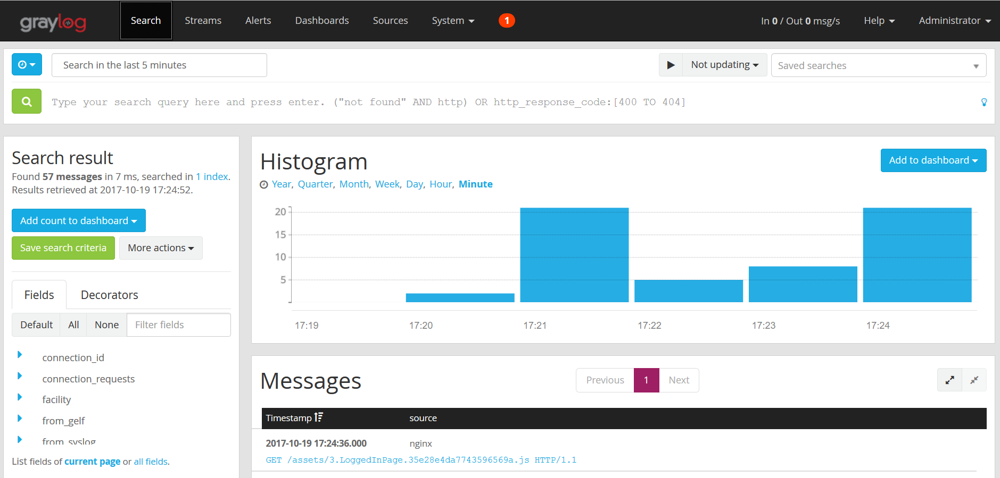 graylog
Search Streams Alerts Dashboards Sources System 1 In 0 / Out 0 msg/s Help Administrator
Search in the last 5 minutes Not updating Saved searches
Type your search query here and press enter. ("not found" AND http) OR http_response_code:[400 TO 404]
Search result
Found 57 messages in 7 ms, searched in 1 index.
Results retrieved at 2017-10-19 17:24:52.
Add count to dashboard
Save search criteria More actions
Fields Decorators
Default All None Filter fields
connection_id
connection_requests
facility
from_gelf
from_syslog
List fields of current page or all fields.
Histogram Add to dashboard
Year, Quarter, Month, Week, Day, Hour, Minute
20
15
10
5
17:19 17:20 17:21 17:22 17:23 17:24
Messages Previous 1 Next
Timestamp source
2017-10-19 17:24:36.000 nginx
GET /assets/3.LoggedInPage.35e28e4da7743596569a.js HTTP/1.1